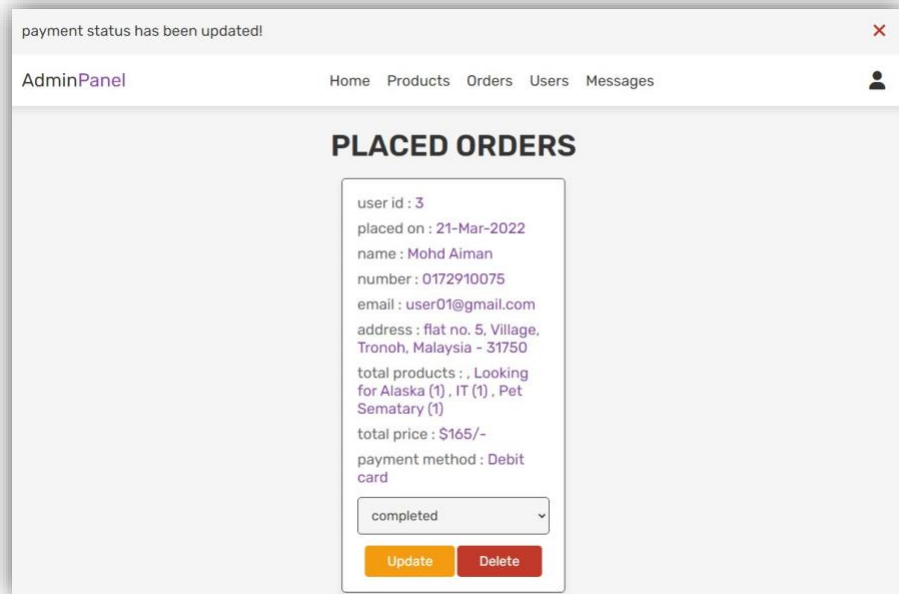 payment status has been updated!
AdminPanel
Home Products Orders Users Messages
PLACED ORDERS
user id : 3
placed on : 21-Mar-2022
name : Mohd Aiman
number : 0172910075
email : user01@gmail.com
address : flat no. 5, Village,
Tronoh, Malaysia - 31750
total products : , Looking
for Alaska (1) , IT (1) , Pet
Sematary (1)
total price : $165/-
payment method : Debit
card
completed
Update Delete